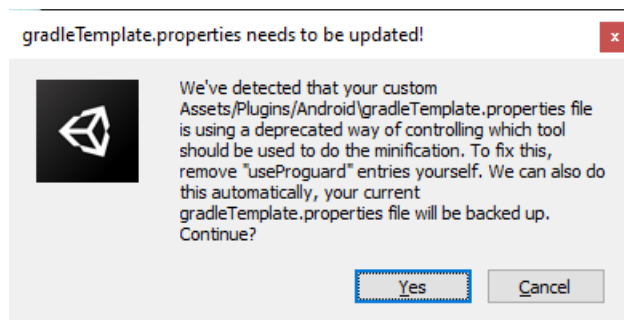 gradleTemplate.properties needs to be updated!
x
We've detected that your custom
Assets/Plugins/Android\gradleTemplate.properties file
is using a deprecated way of controlling which tool
should be used to do the minification. To fix this,
remove "useProguard" entries yourself. We can also do
this automatically, your current
gradleTemplate.properties file will be backed up.
Continue?
Yes
Cancel